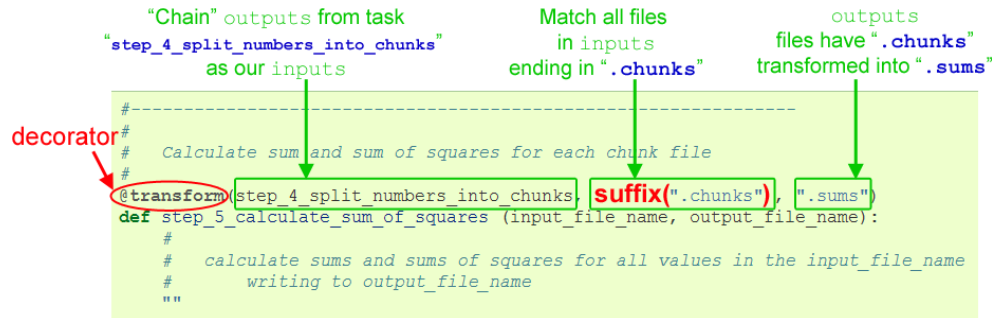 “Chain” outputs from task
“step_4_split_numbers_into_chunks”
as our inputs
Match all files
in inputs
ending in “.chunks”
outputs
files have “.chunks”
transformed into “.sums”
decorator
#-----------------------------------------------------------------
#
#   Calculate sum and sum of squares for each chunk file
#
@transform(step_4_split_numbers_into_chunks, suffix(".chunks"), ".sums")
def step_5_calculate_sum_of_squares (input_file_name, output_file_name):
    #
    #   calculate sums and sums of squares for all values in the input_file_name
    #       writing to output_file_name
    ""